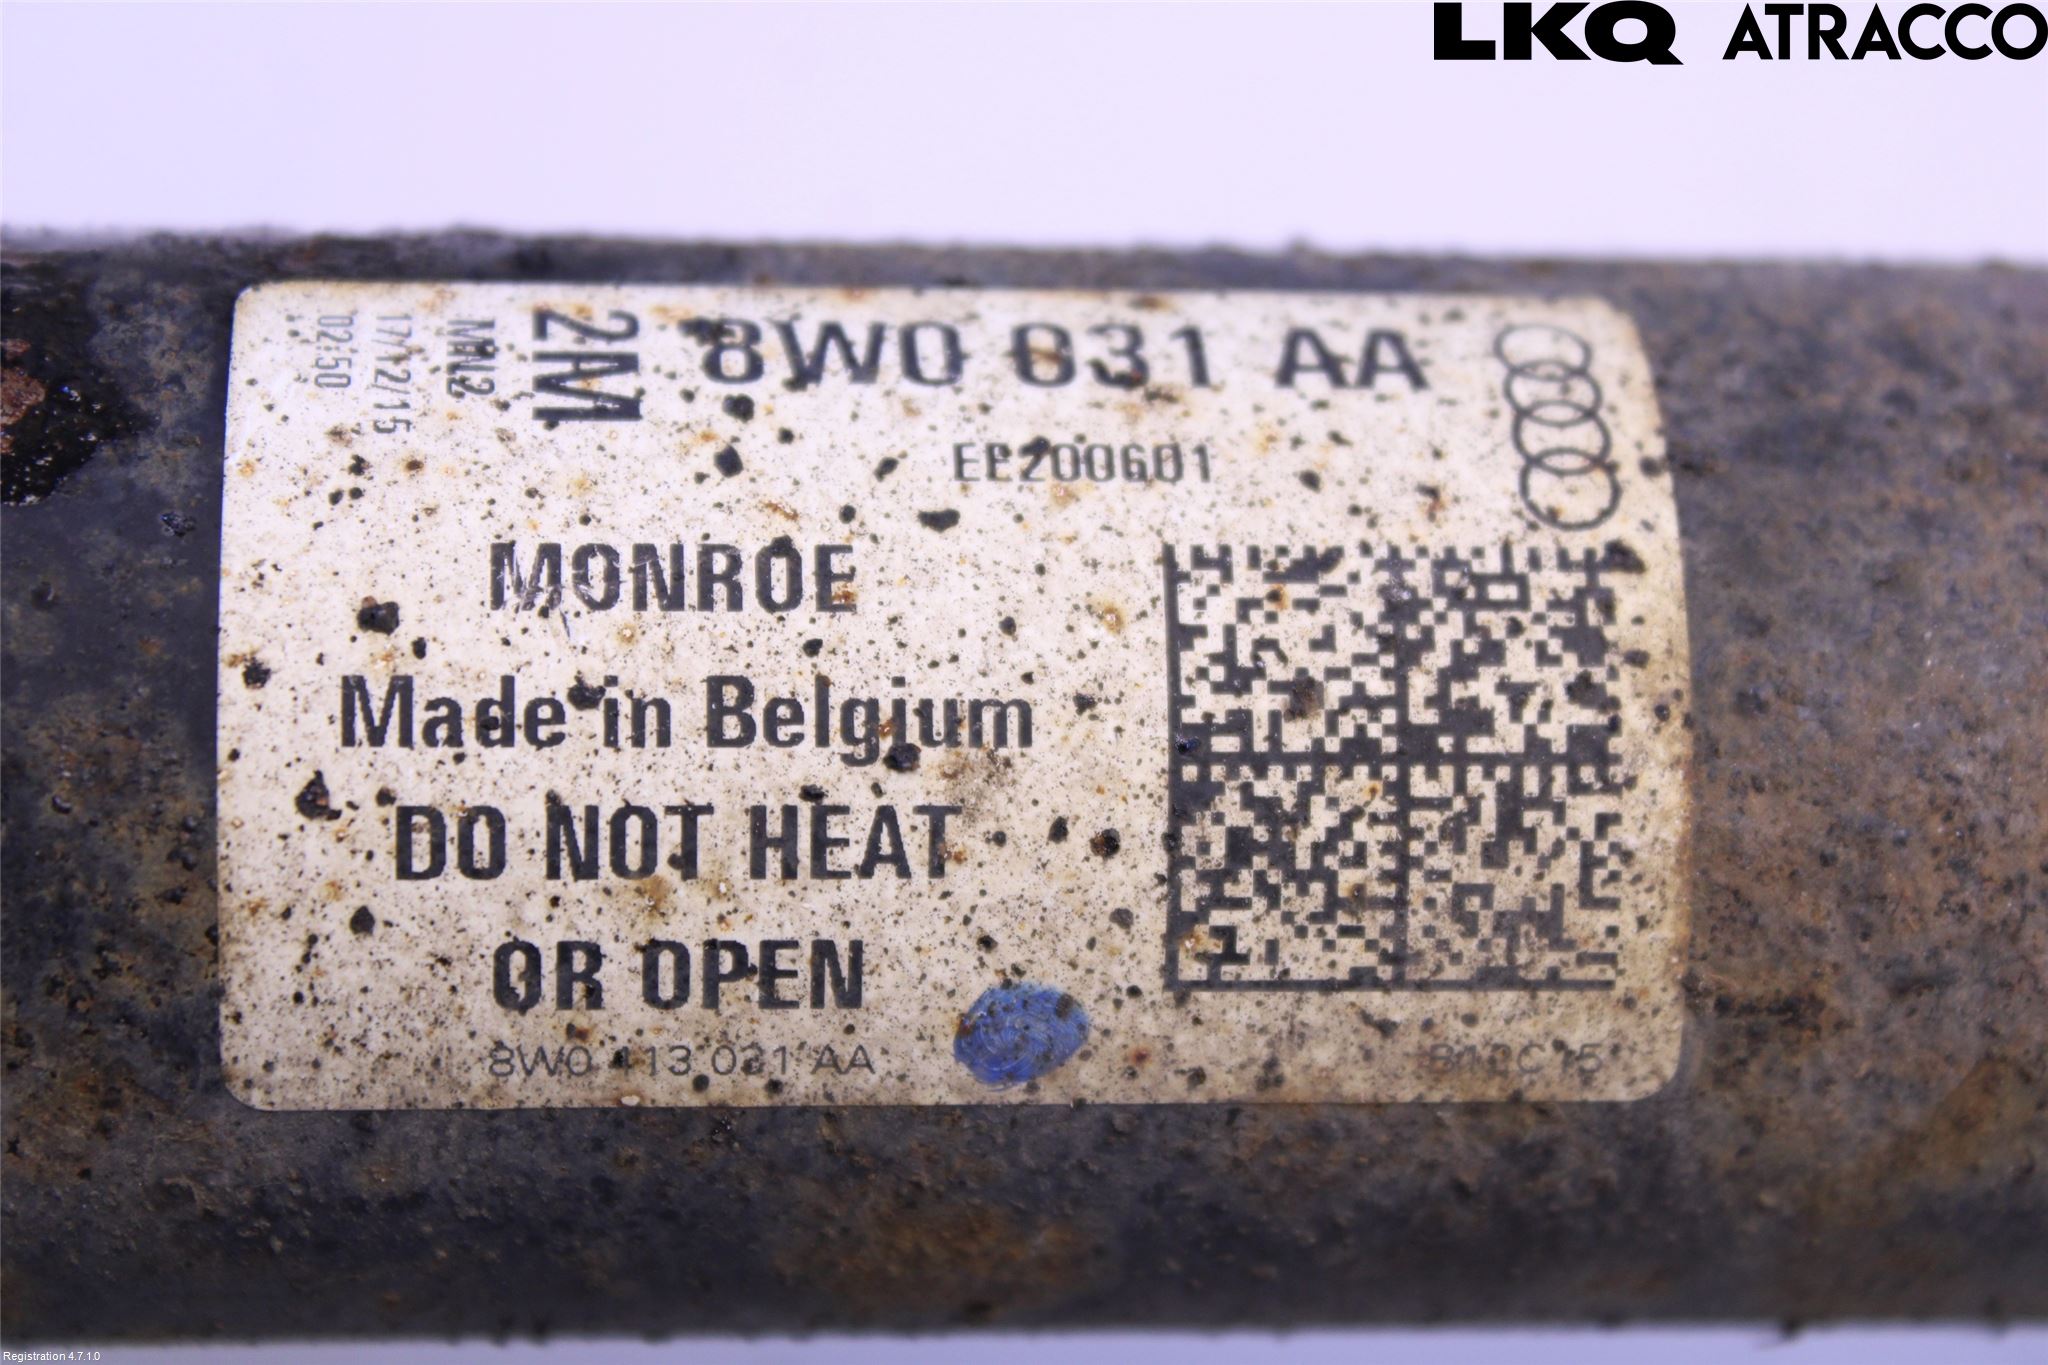 LKQ ATRACCO
2M 8W0 031 AA
MIN2
17/12/15
02:50
EE200601
MONROE
Made in Belgium
DO NOT HEAT
OR OPEN
8W0 413 031 AA
Registration 4.7.1.0